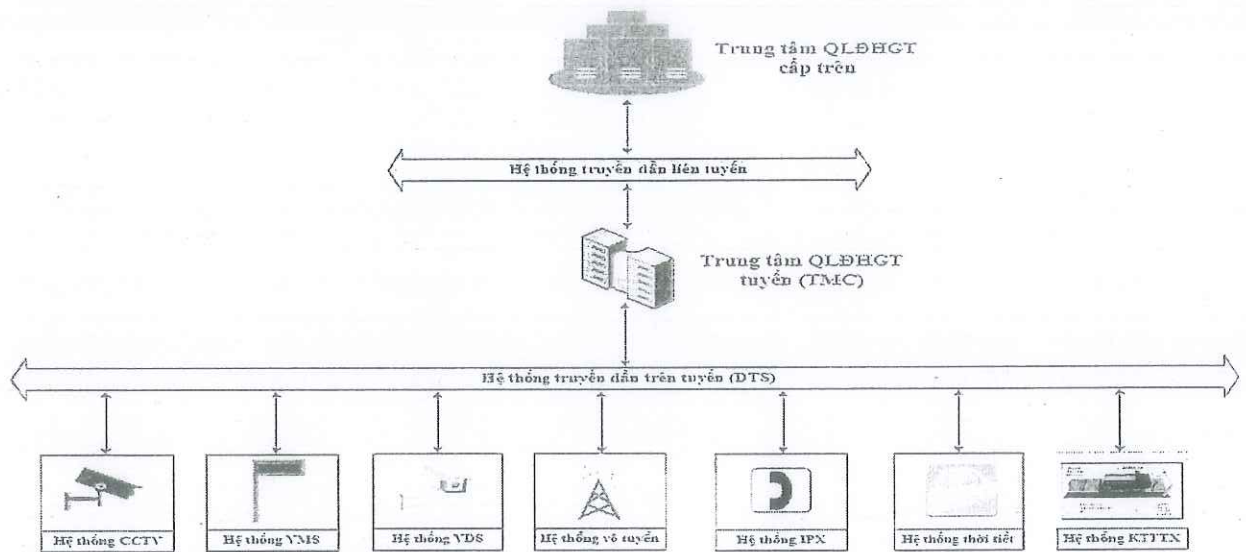 Trung tâm QLĐHGT
cấp trên
Hệ thống truyền dẫn liên tuyến
Trung tâm QLĐHGT
tuyến (TMC)
Hệ thống truyền dẫn trên tuyến (DTS)
Hệ thống CCTV
Hệ thống VMS
Hệ thống VDS
Hệ thống vô tuyến
Hệ thống IPX
Hệ thống thời tiết
Hệ thống KTTTX